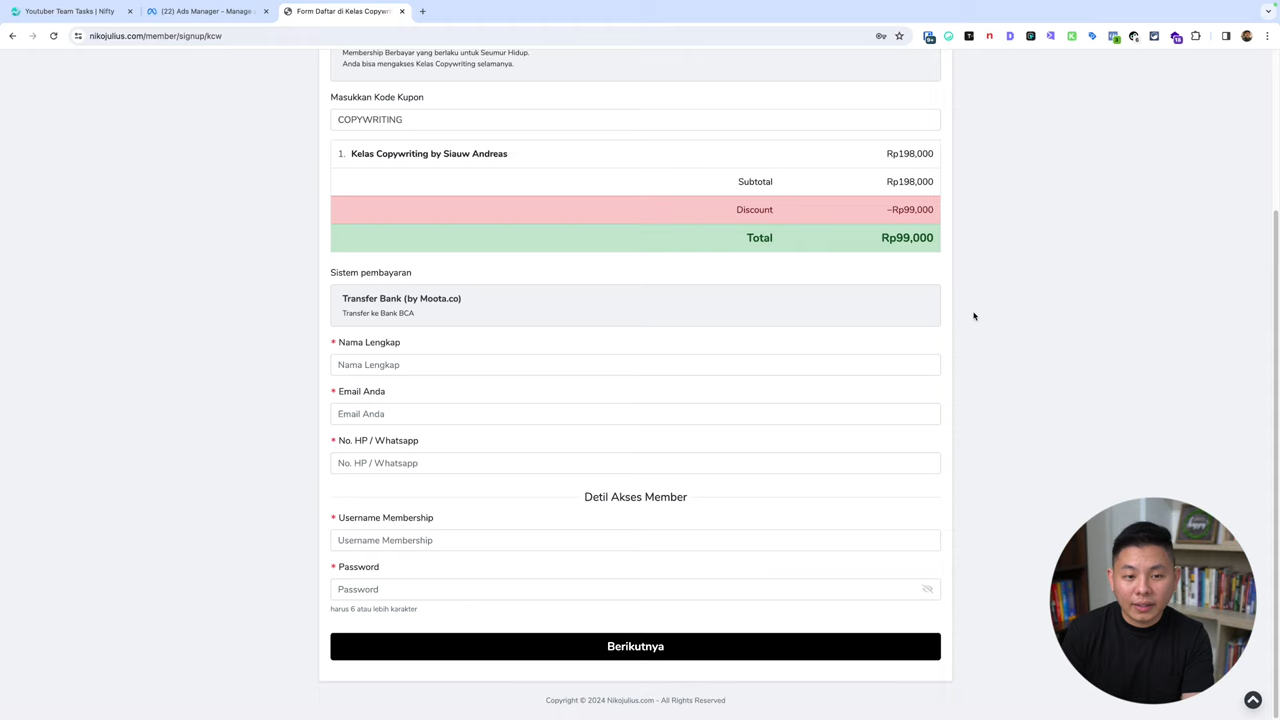 Youtuber Team Tasks | Nifty
(22) Ads Manager - Manage
Form Daftar di Kelas Copywri
nikojulius.com/member/signup/kcw
Membership Berbayar yang berlaku untuk Seumur Hidup.
Anda bisa mengakses Kelas Copywriting selamanya.
Masukkan Kode Kupon
COPYWRITING
1. Kelas Copywriting by Siauw Andreas Rp198,000
Subtotal Rp198,000
Discount −Rp99,000
Total Rp99,000
Sistem pembayaran
Transfer Bank (by Moota.co)
Transfer ke Bank BCA
* Nama Lengkap
Nama Lengkap
* Email Anda
Email Anda
* No. HP / Whatsapp
No. HP / Whatsapp
Detil Akses Member
* Username Membership
Username Membership
* Password
Password
harus 6 atau lebih karakter
Berikutnya
Copyright © 2024 Nikojulius.com - All Rights Reserved